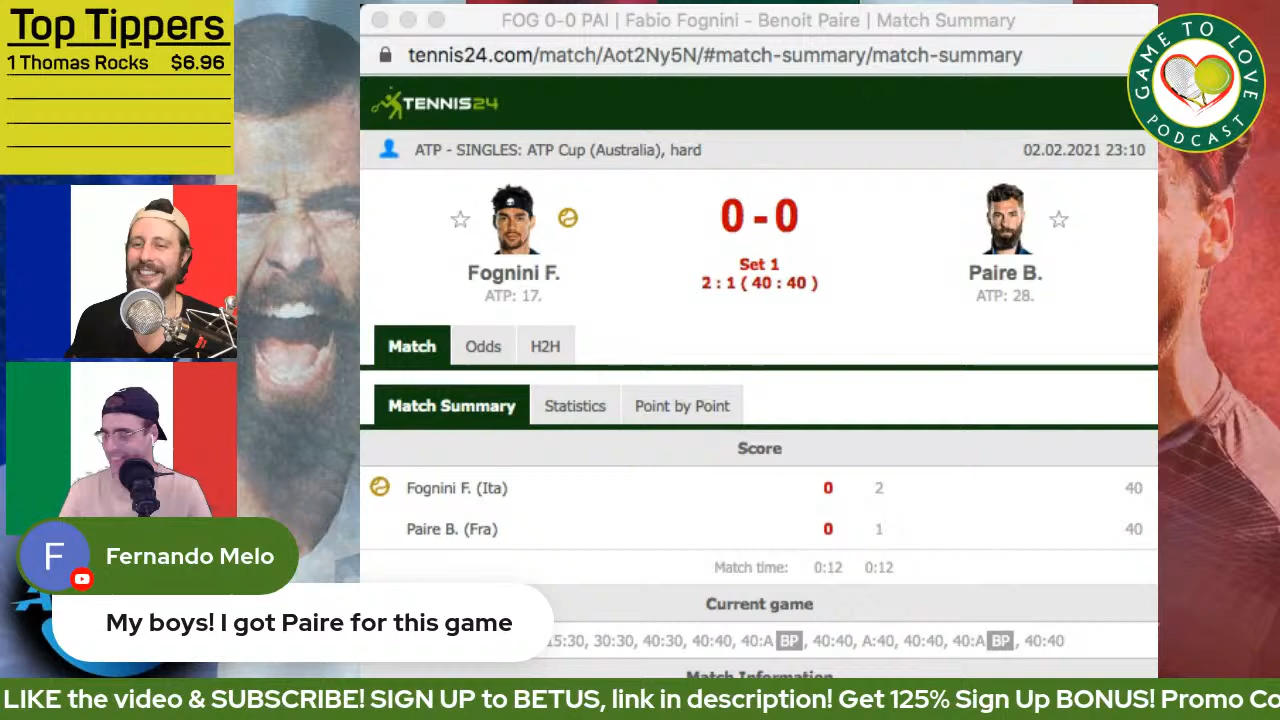 Top Tippers
1 Thomas Rocks $6.96
FOG 0-0 PAI | Fabio Fognini - Benoit Paire | Match Summary
tennis24.com/match/Aot2Ny5N/#match-summary/match-summary
TENNIS24
GAME TO LOVE
PODCAST
ATP - SINGLES: ATP Cup (Australia), hard
02.02.2021 23:10
0 - 0
Set 1
2 : 1 ( 40 : 40 )
Fognini F.
ATP: 17.
Paire B.
ATP: 28.
Match Odds H2H
Match Summary Statistics Point by Point
Score
Fognini F. (Ita) 0 2 40
Paire B. (Fra) 0 1 40
Match time: 0:12 0:12
Current game
15:30, 30:30, 40:30, 40:40, 40:A BP , 40:40, A:40, 40:40, 40:A BP , 40:40
Match Information
F
Fernando Melo
My boys! I got Paire for this game
LIKE the video & SUBSCRIBE! SIGN UP to BETUS, link in description! Get 125% Sign Up BONUS! Promo Co